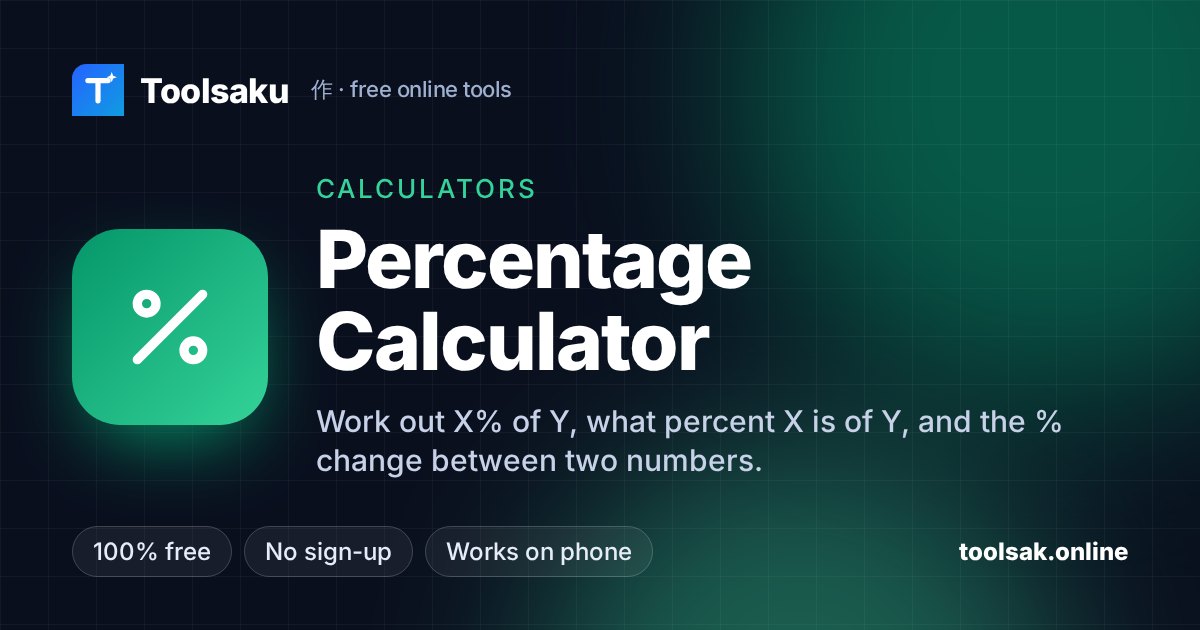 T
Toolsaku 作 · free online tools
CALCULATORS
%
Percentage
Calculator
Work out X% of Y, what percent X is of Y, and the %
change between two numbers.
100% free No sign-up Works on phone
toolsak.online